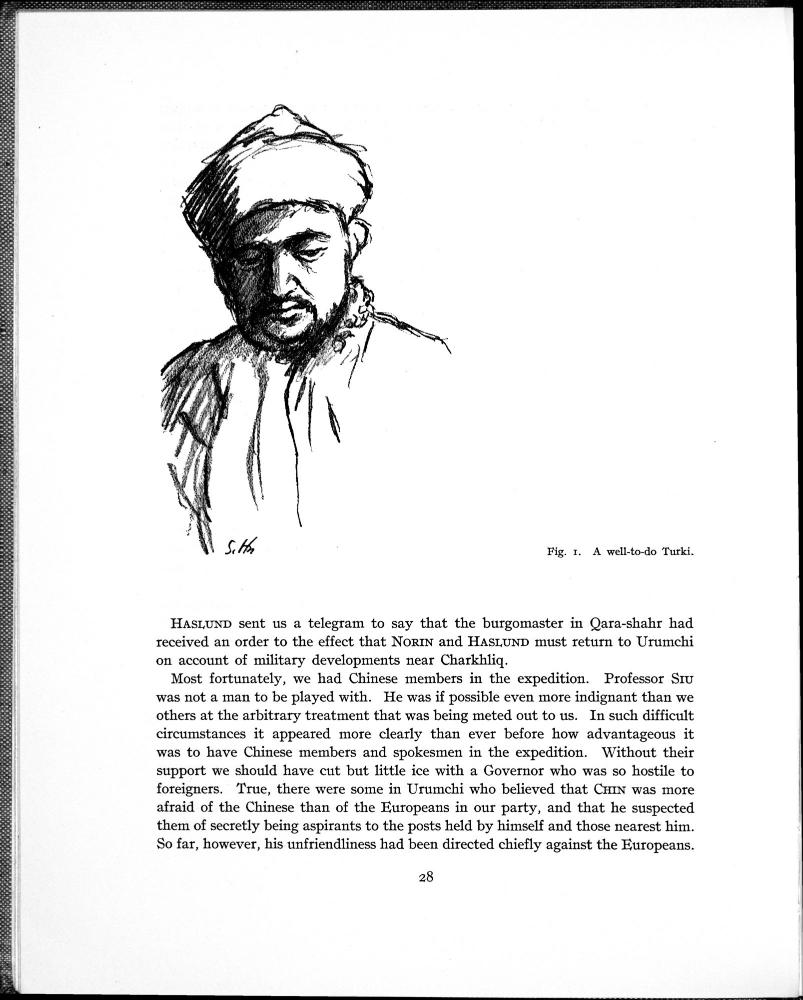 S. Hn
Fig. 1. A well-to-do Turki.
HASLUND sent us a telegram to say that the burgomaster in Qara-shahr had
received an order to the effect that NORIN and HASLUND must return to Urumchi
on account of military developments near Charkhliq.
Most fortunately, we had Chinese members in the expedition. Professor SIU
was not a man to be played with. He was if possible even more indignant than we
others at the arbitrary treatment that was being meted out to us. In such difficult
circumstances it appeared more clearly than ever before how advantageous it
was to have Chinese members and spokesmen in the expedition. Without their
support we should have cut but little ice with a Governor who was so hostile to
foreigners. True, there were some in Urumchi who believed that CHIN was more
afraid of the Chinese than of the Europeans in our party, and that he suspected
them of secretly being aspirants to the posts held by himself and those nearest him.
So far, however, his unfriendliness had been directed chiefly against the Europeans.
28